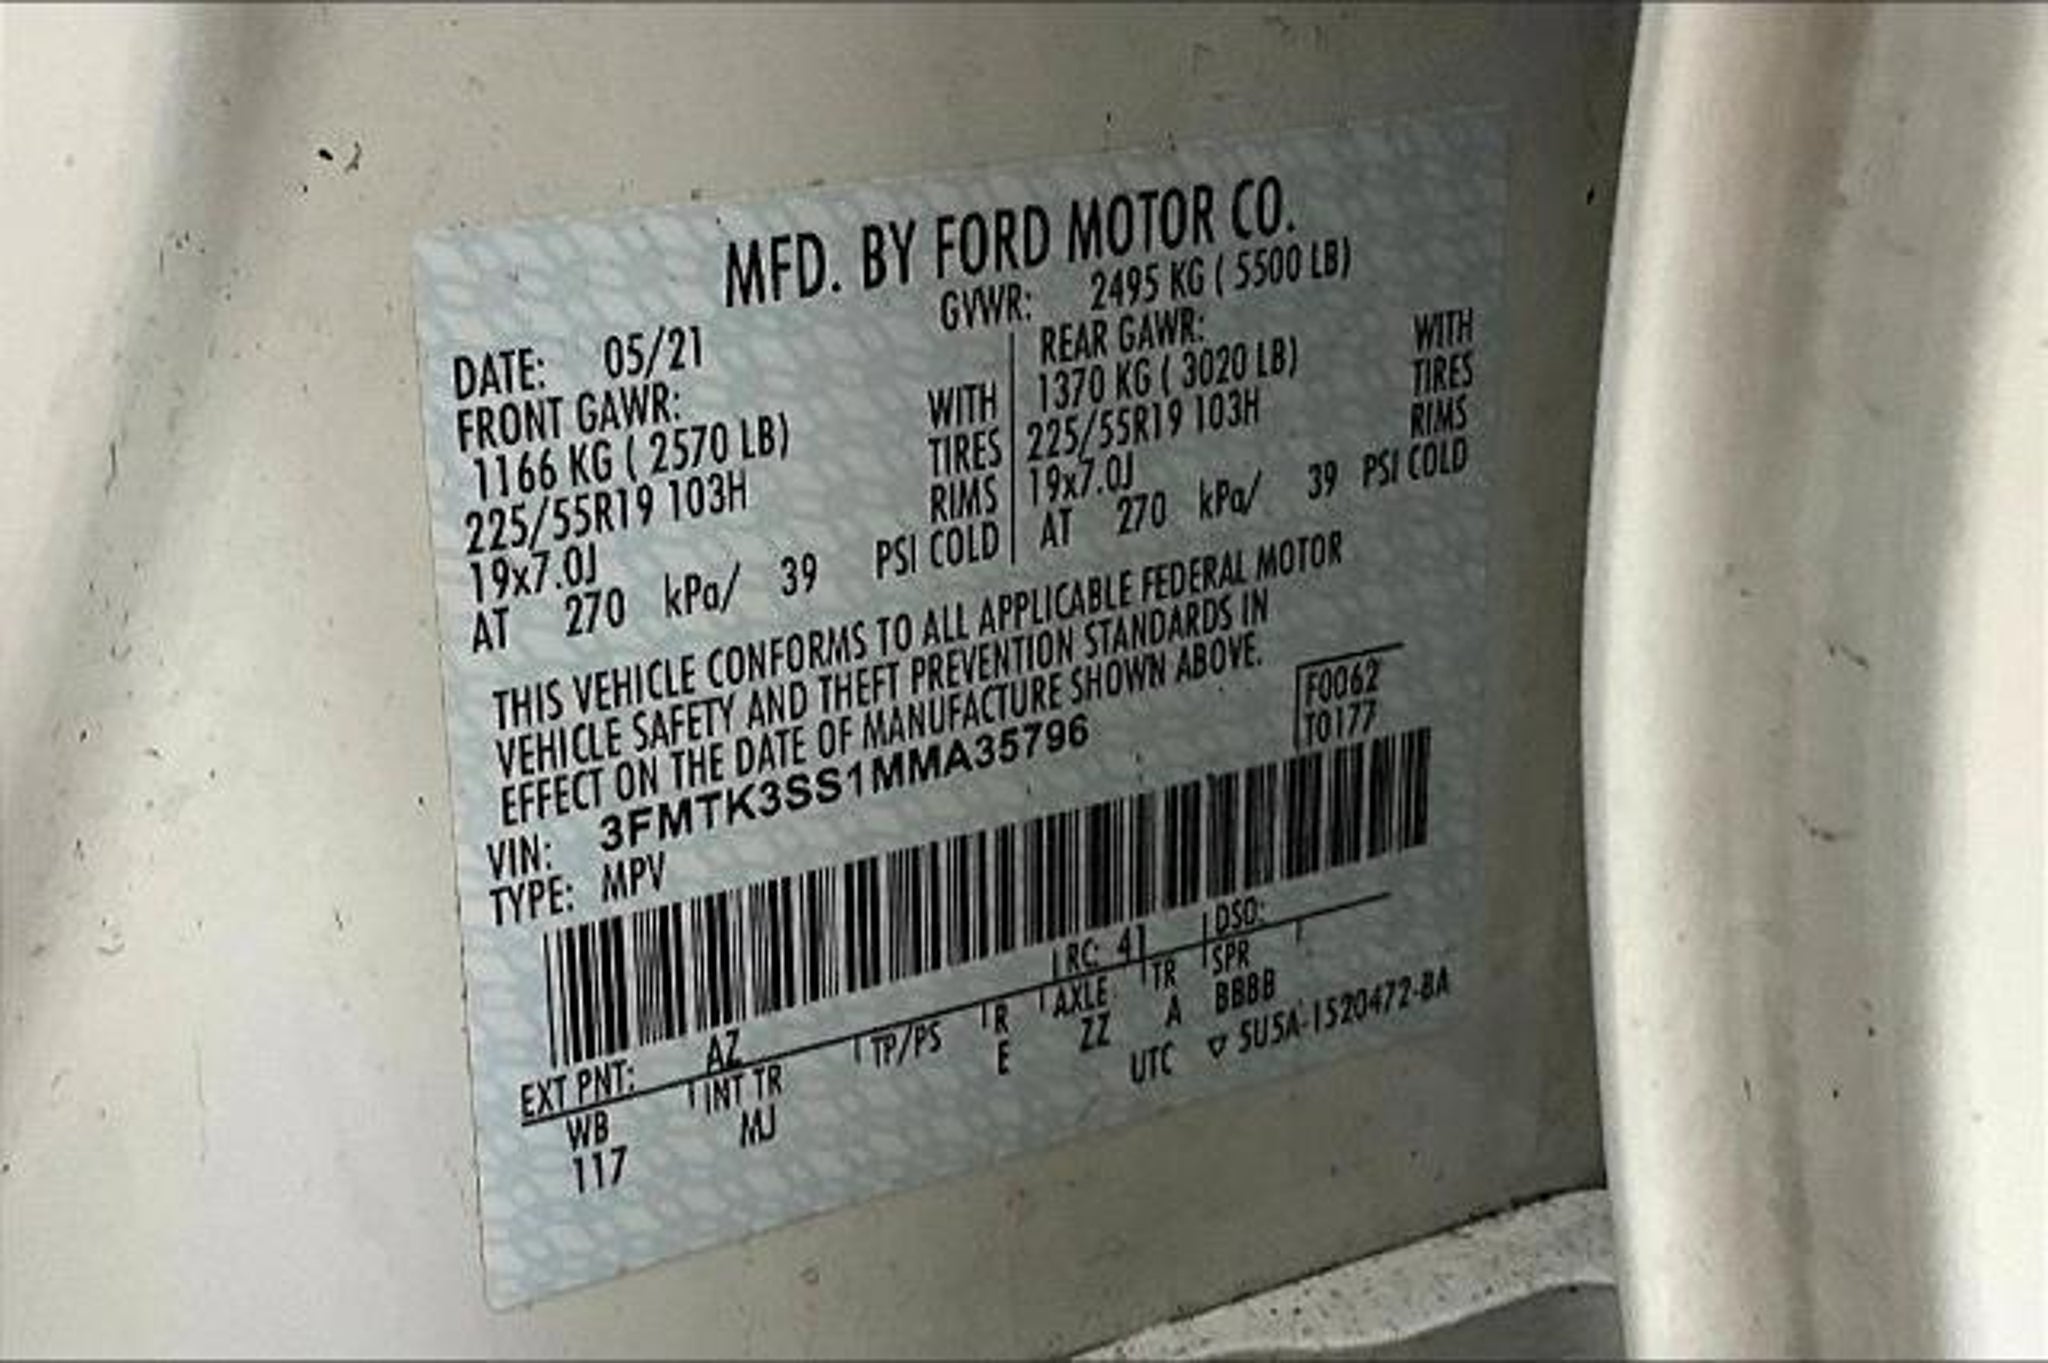 MFD. BY FORD MOTOR CO.
DATE: 05/21 GVWR: 2495 KG ( 5500 LB)
FRONT GAWR: WITH
1166 KG ( 2570 LB) TIRES
225/55R19 103H RIMS
19x7.0J
AT 270 kPa/ 39 PSI COLD
REAR GAWR: WITH
1370 KG ( 3020 LB) TIRES
225/55R19 103H RIMS
19x7.0J
AT 270 kPa/ 39 PSI COLD
THIS VEHICLE CONFORMS TO ALL APPLICABLE FEDERAL MOTOR
VEHICLE SAFETY AND THEFT PREVENTION STANDARDS IN
EFFECT ON THE DATE OF MANUFACTURE SHOWN ABOVE.
VIN: 3FMTK3SS1MMA35796
TYPE: MPV
F0062
T0177
EXT PNT: AZ RC: 41 DSO:
WB INT TR TP/PS R AXLE TR SPR
117 MJ E ZZ A BBBB
UTC ▽ 5U5A-1520472-BA